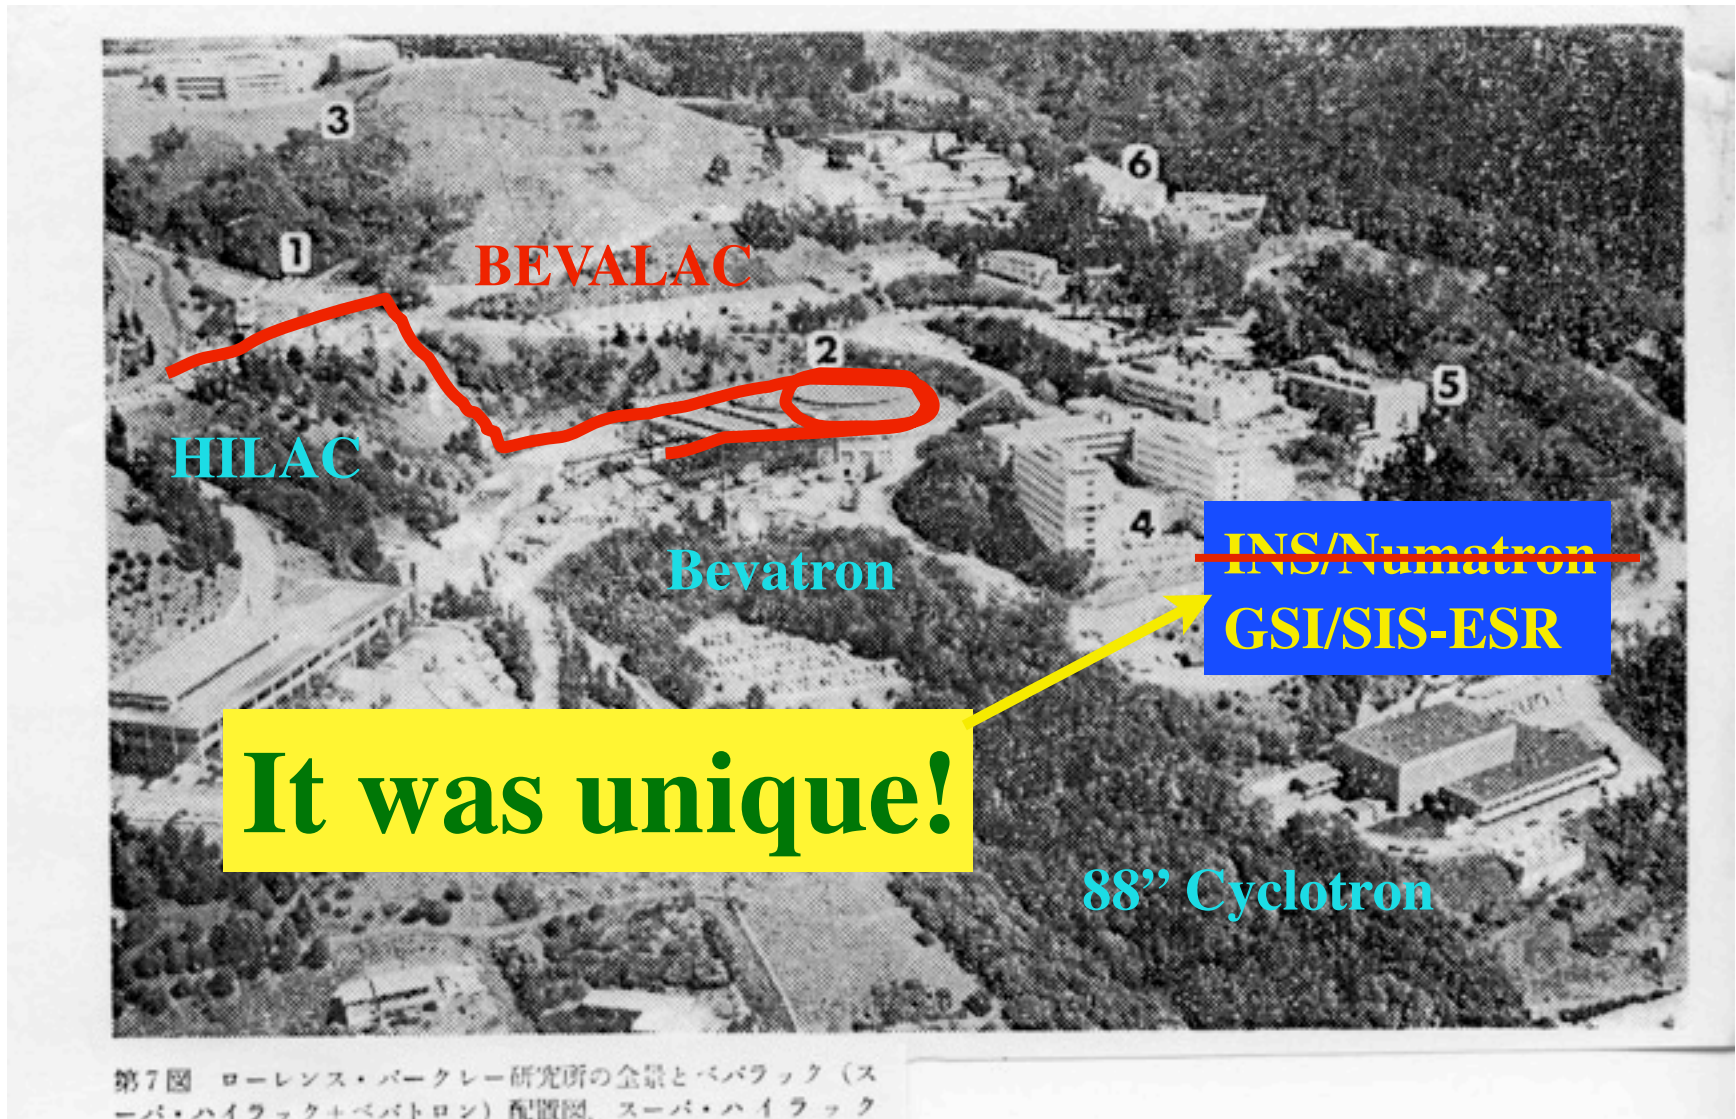 3
6
1
BEVALAC
2
5
HILAC
4
INS/Numatron
Bevatron
GSI/SIS-ESR
It was unique!
88” Cyclotron
第7図 ローレンス・バークレー研究所の全景とベバラック(ス
ーパ・ハイラック+ベバトロン)配置図.スーパ・ハイラック